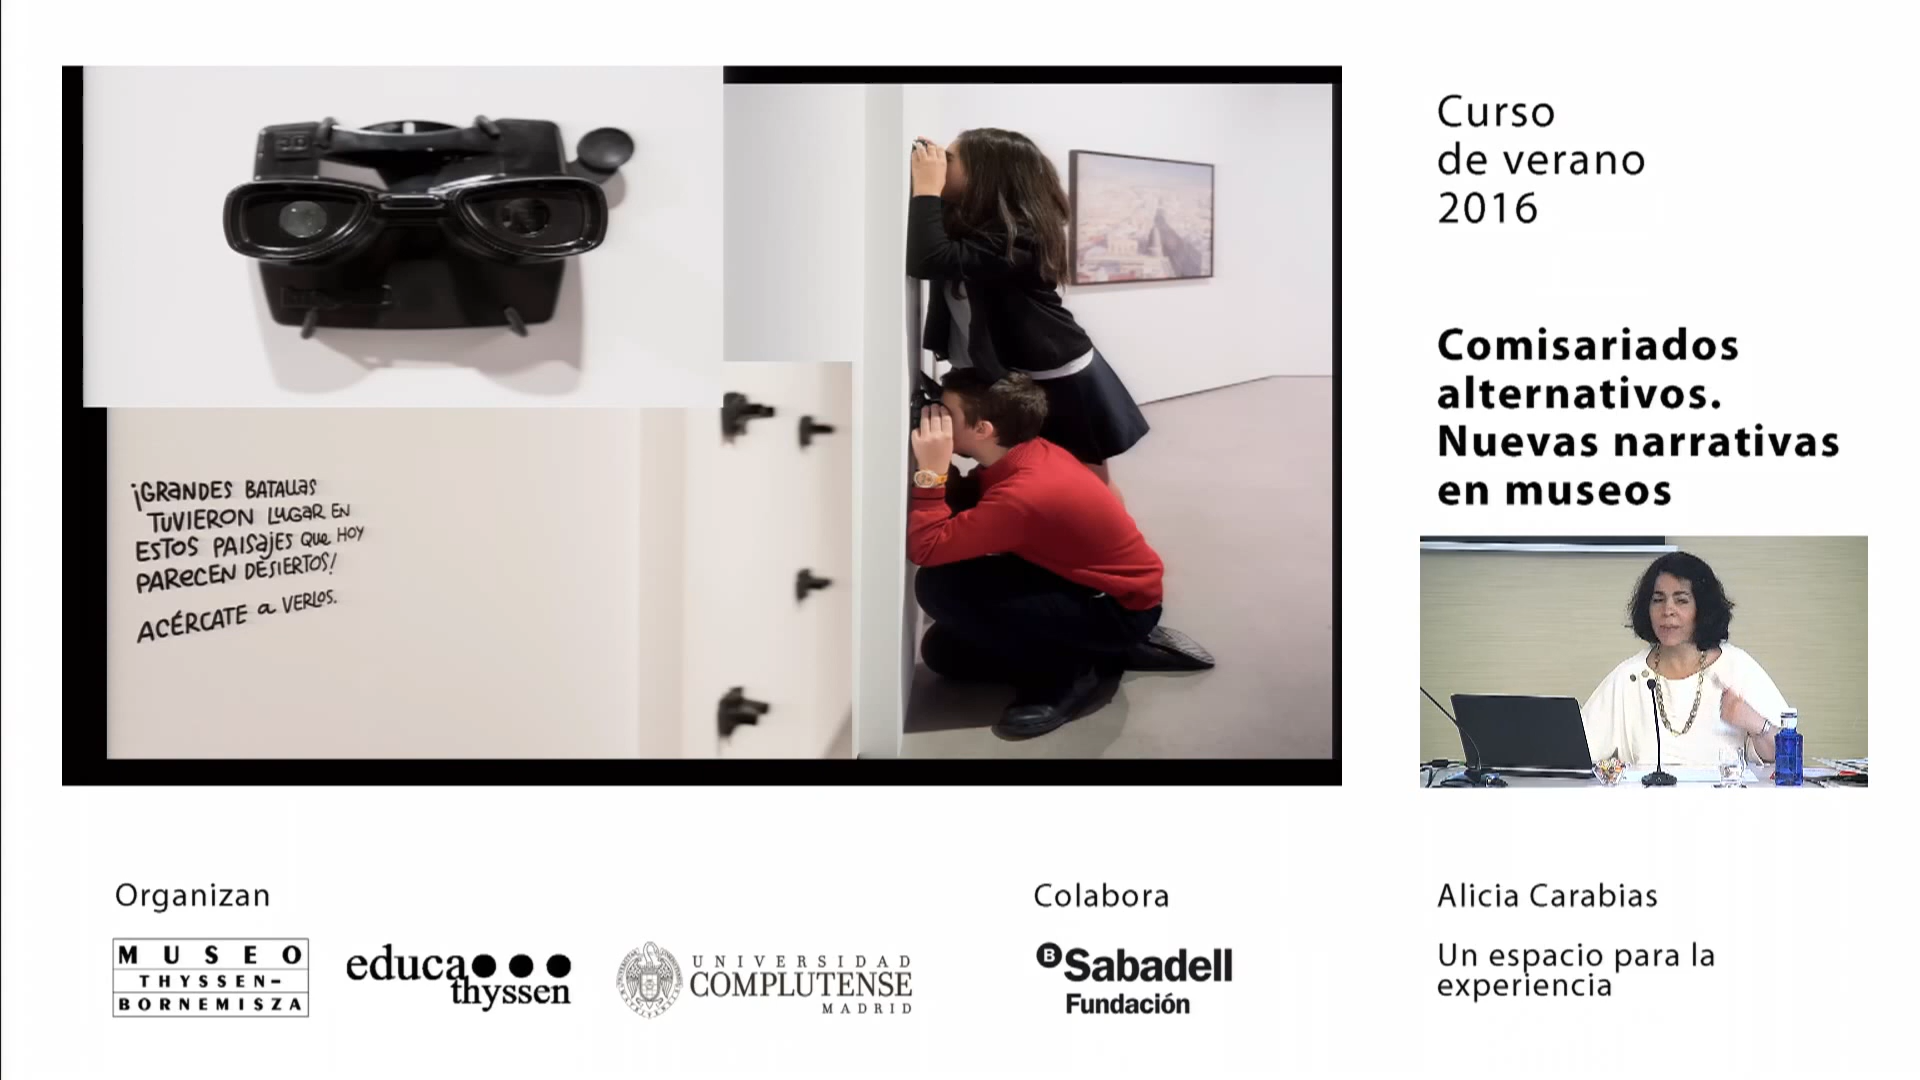 Curso
de verano
2016
Comisariados
alternativos.
Nuevas narrativas
en museos
¡GRANDES BATALLAS
TUVIERON LUGAR EN
ESTOS PAISAJES QUE HOY
PARECEN DESIERTOS!
ACÉRCATE A VERLOS.
Organizan
MUSEO
THYSSEN-
BORNEMISZA
educa
thyssen
UNIVERSIDAD
COMPLUTENSE
MADRID
Colabora
B Sabadell
Fundación
Alicia Carabias
Un espacio para la
experiencia